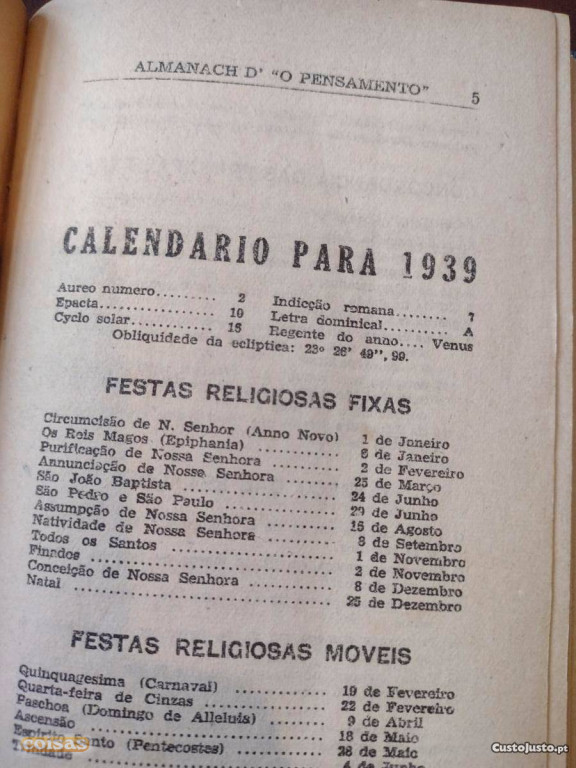 ALMANACH D' "O PENSAMENTO" 5
CALENDARIO PARA 1939
Aureo numero........ 2 Indicção romana....... 7
Epacta................ 10 Letra dominical......... A
Cyclo solar............. 16 Regente do anno.... Venus
Obliquidade da ecliptica: 23º 26' 49'', 99.
FESTAS RELIGIOSAS FIXAS
Circumcisão de N. Senhor (Anno Novo) 1 de Janeiro
Os Reis Magos (Epiphania) ............ 6 de Janeiro
Purificação de Nossa Senhora .......... 2 de Fevereiro
Annunciação de Nossa Senhora ........ 25 de Março
São João Baptista ..................... 24 de Junho
São Pedro e São Paulo ................ 29 de Junho
Assumpção de Nossa Senhora .......... 15 de Agosto
Natividade de Nossa Senhora .......... 8 de Setembro
Todos os Santos ...................... 1 de Novembro
Finados .............................. 2 de Novembro
Conceição de Nossa Senhora ........... 8 de Dezembro
Natal ................................ 25 de Dezembro
FESTAS RELIGIOSAS MOVEIS
Quinquagesima (Carnaval) ............. 19 de Fevereiro
Quarta-feira de Cinzas ............... 22 de Fevereiro
Paschoa (Domingo de Alleluia) ........ 9 de Abril
Ascensão ............................. 18 de Maio
Espirito Santo (Pentecostes) ......... 28 de Maio
4 de Junho
coisas
CustoJusto.pt